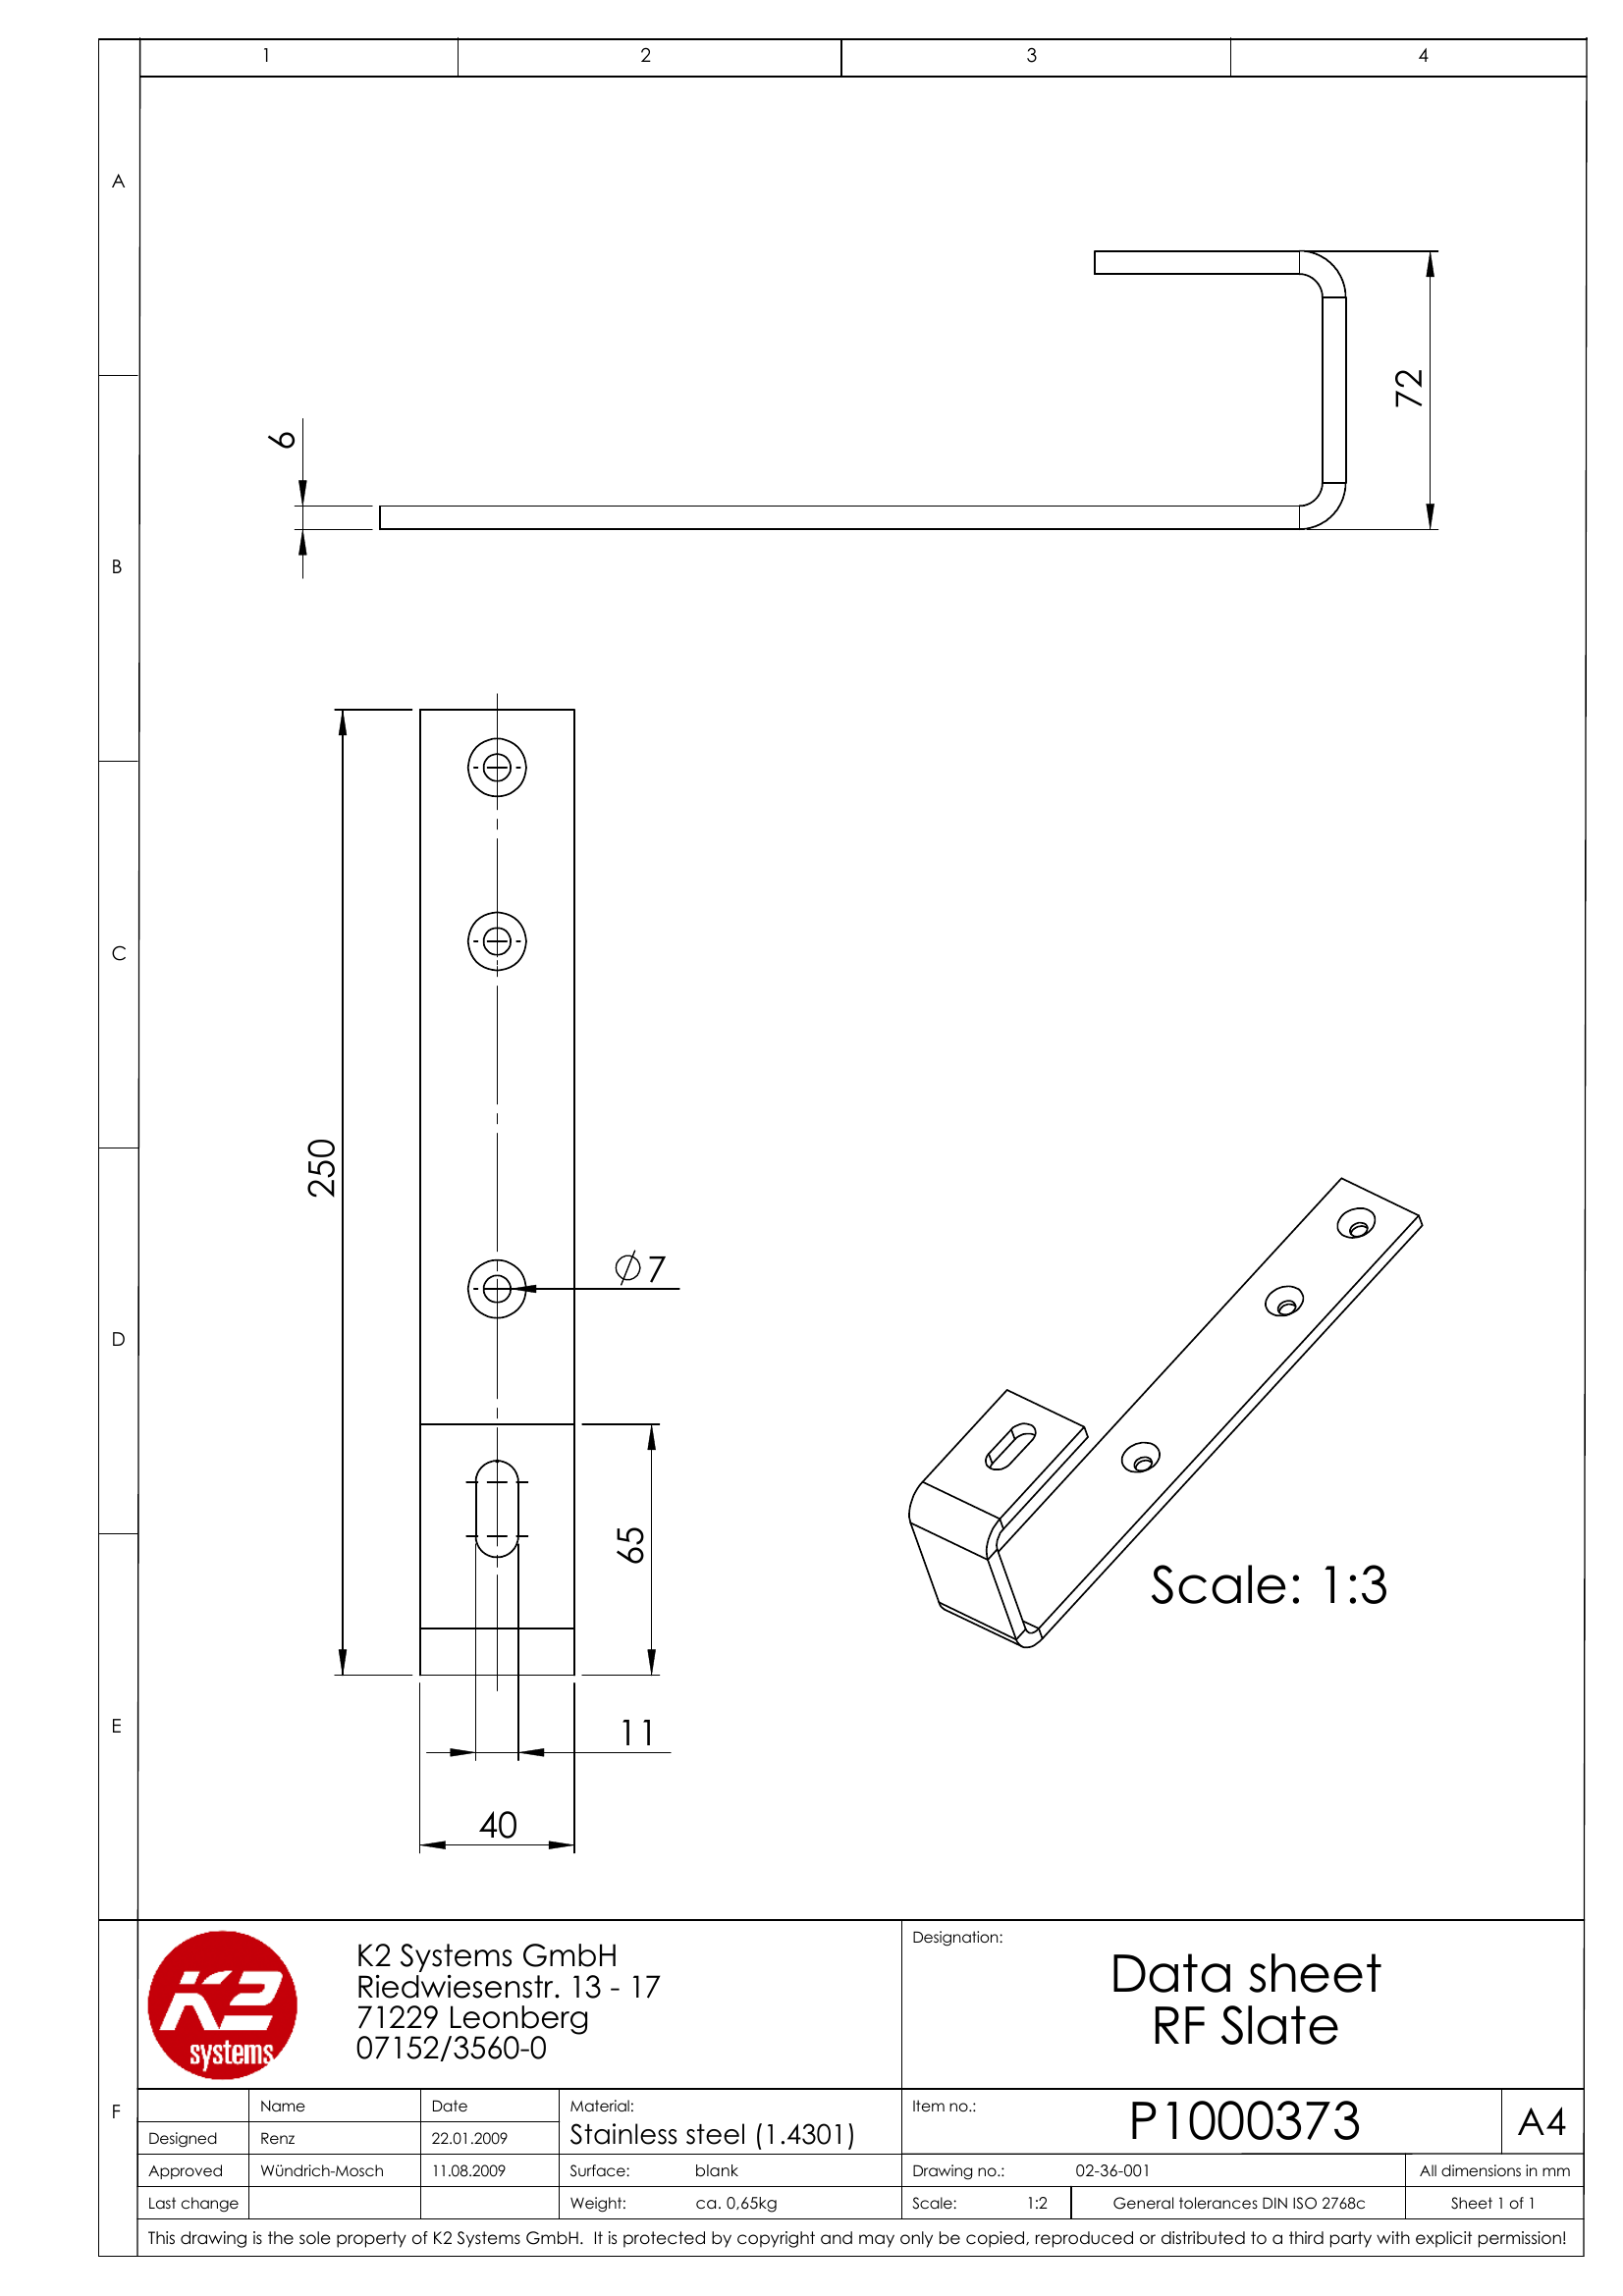 1 2 3 4
A
B
C
D
E
F
72
6
250
⌀7
65
11
40
Scale: 1:3
K2
systems
K2 Systems GmbH
Riedwiesenstr. 13 - 17
71229 Leonberg
07152/3560-0
Designation:
Data sheet
RF Slate
Name Date
Designed Renz 22.01.2009
Approved Wündrich-Mosch 11.08.2009
Last change
Material:
Stainless steel (1.4301)
Surface: blank
Weight: ca. 0,65kg
Item no.: P1000373 A4
Drawing no.: 02-36-001 All dimensions in mm
Scale: 1:2 General tolerances DIN ISO 2768c Sheet 1 of 1
This drawing is the sole property of K2 Systems GmbH. It is protected by copyright and may only be copied, reproduced or distributed to a third party with explicit permission!